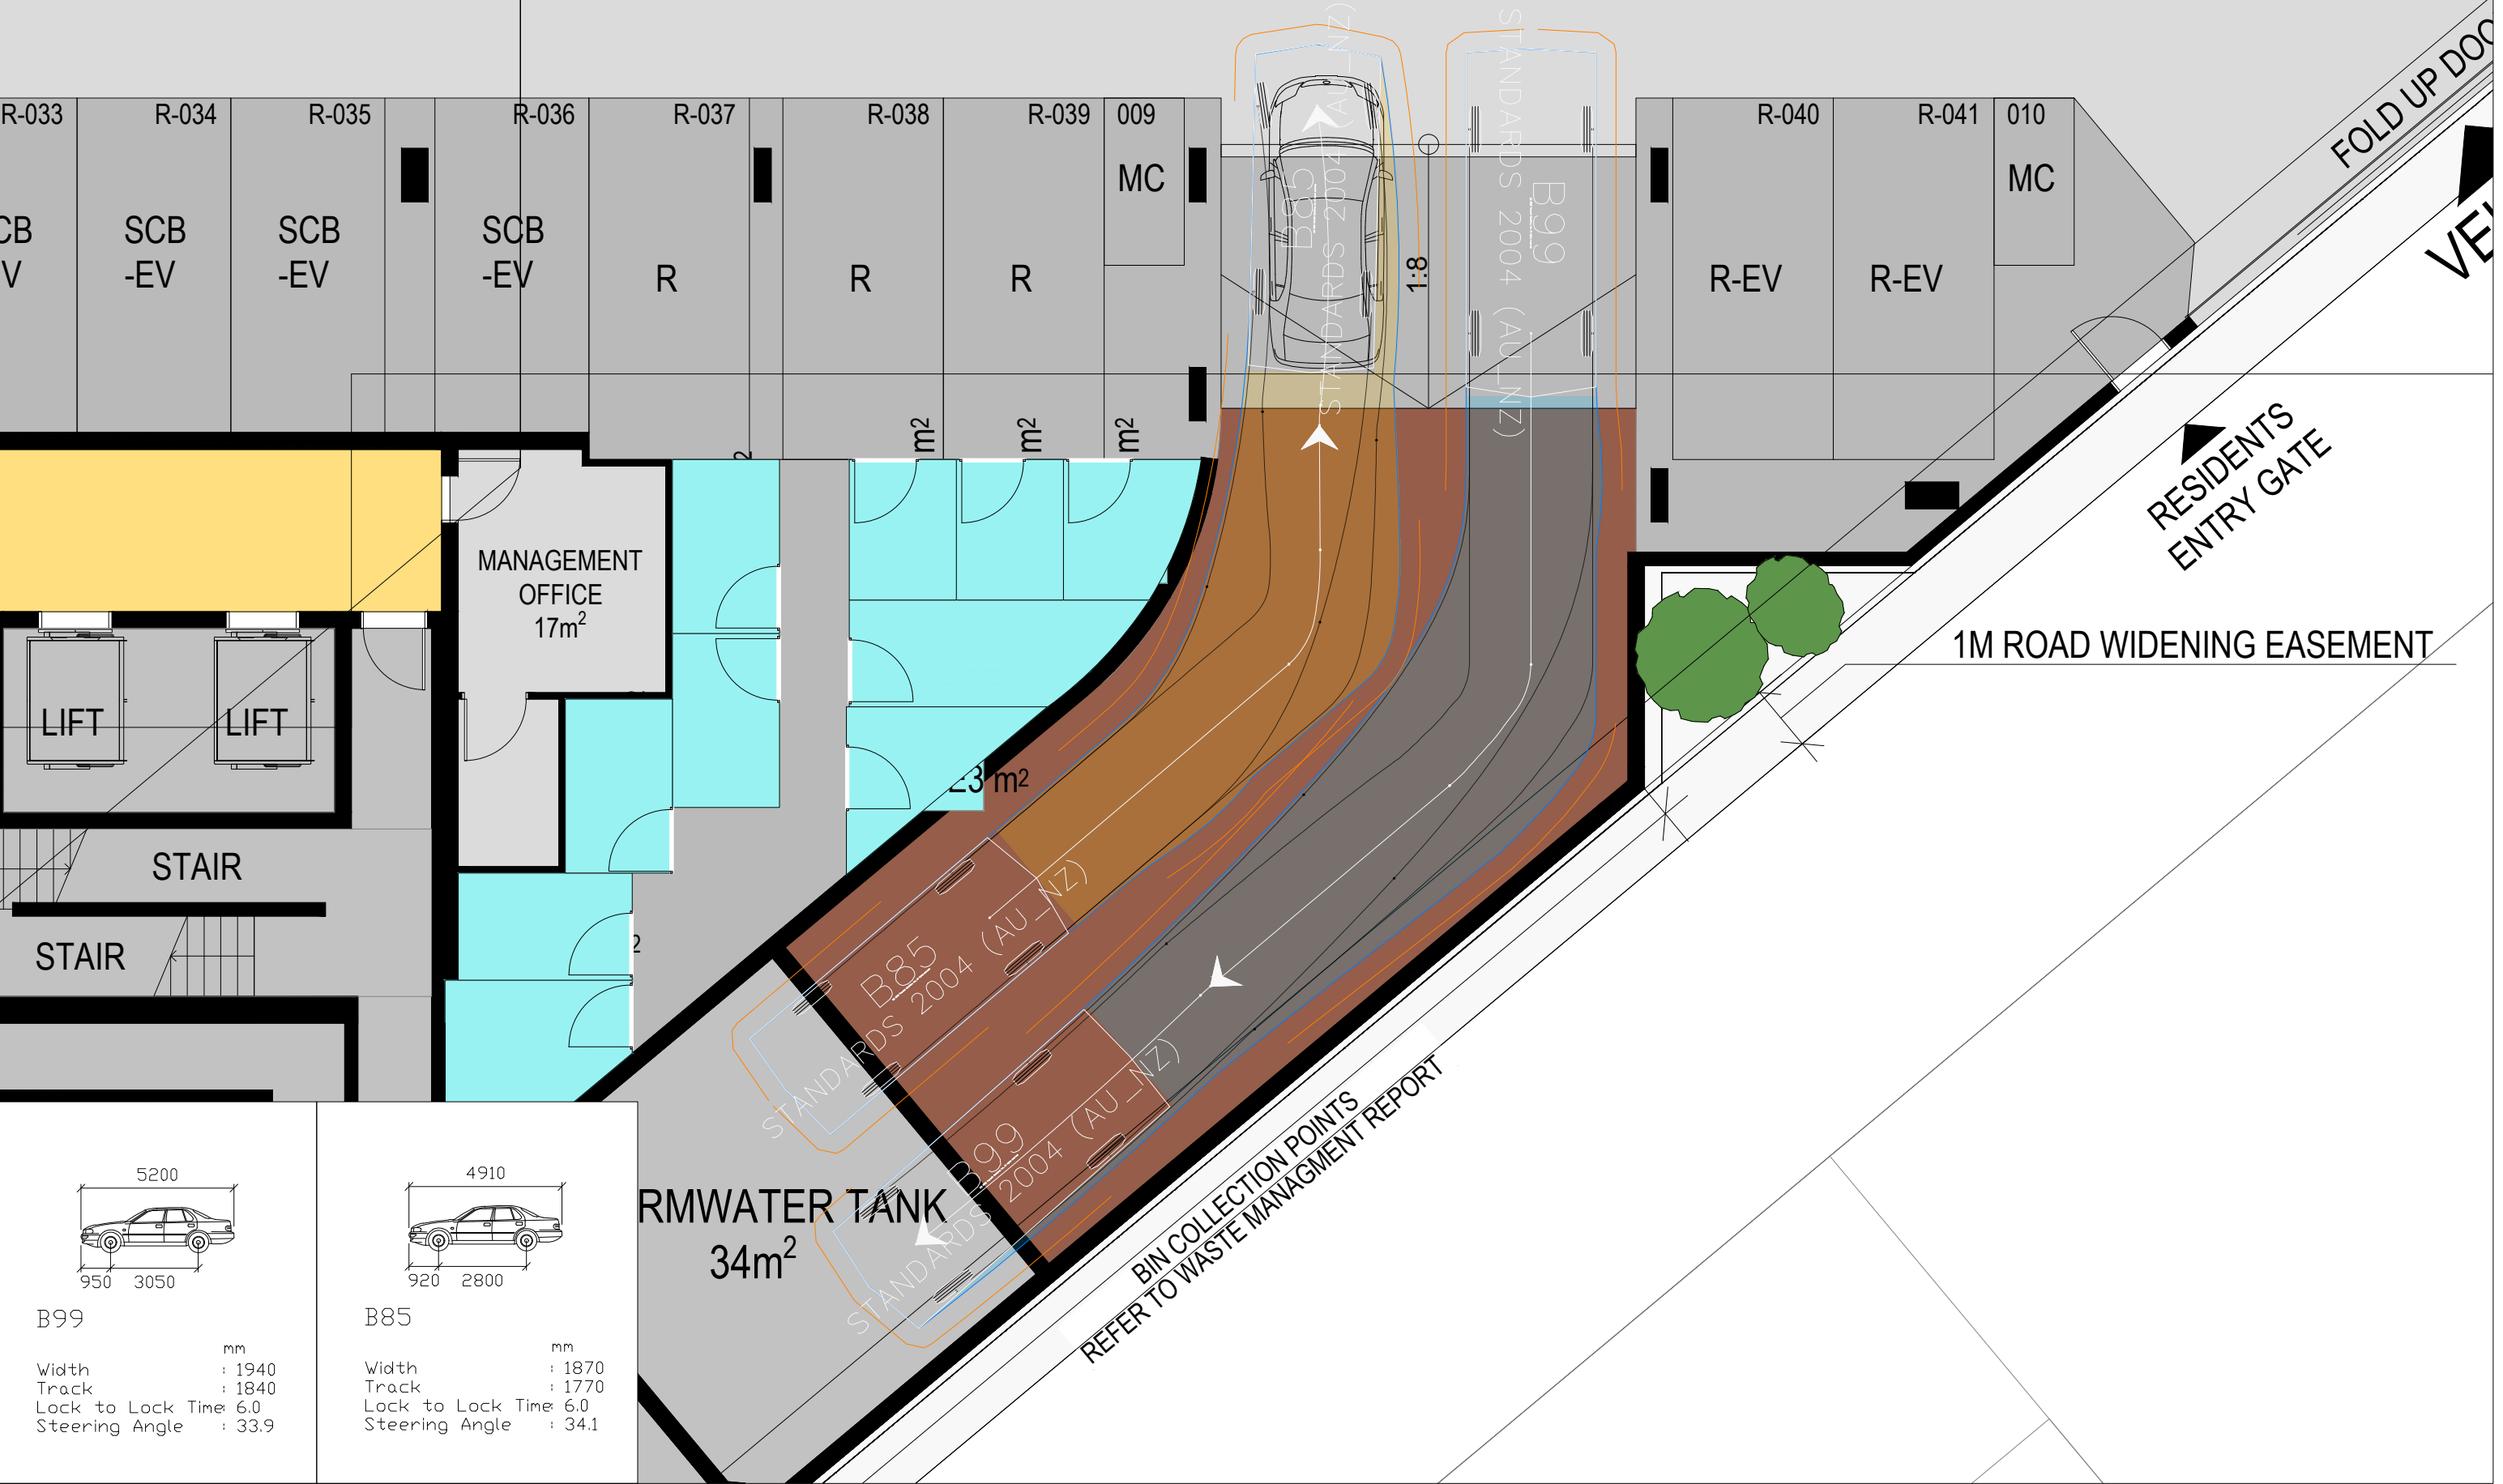 R-033
R-034
R-035
R-036
R-037
R-038
R-039
009
R-040
R-041
010
FOLD UP
MC
MC
SCB
-EV
SCB
-EV
SCB
-EV
R
R
R
R-EV
R-EV
1:8
B85
STANDARDS 2004 (AU_NZ)
B99
STANDARDS 2004 (AU_NZ)
m2
m2
m2
2
RESIDENTS
ENTRY GATE
MANAGEMENT
OFFICE
17m2
1M ROAD WIDENING EASEMENT
LIFT
LIFT
m2
STAIR
STAIR
2
B85
STANDARDS 2004 (AU_NZ)
B99
STANDARDS 2004 (AU_NZ)
BIN COLLECTION POINTS
REFER TO WASTE MANAGMENT REPORT
RMWATER TANK
34m2
5200
950 3050
B99
mm
Width : 1940
Track : 1840
Lock to Lock Time: 6.0
Steering Angle : 33.9
4910
920 2800
B85
mm
Width : 1870
Track : 1770
Lock to Lock Time: 6.0
Steering Angle : 34.1